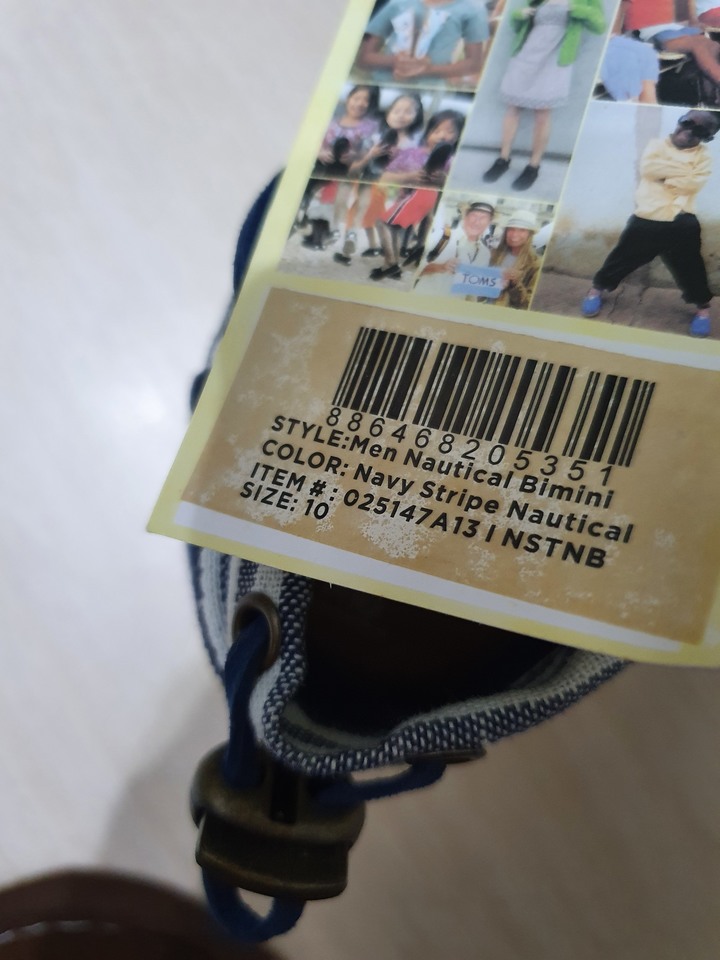 TOMS
886468205351
STYLE:Men Nautical Bimini
COLOR: Navy Stripe Nautical
ITEM #: 025147A13 I NSTNB
SIZE: 10